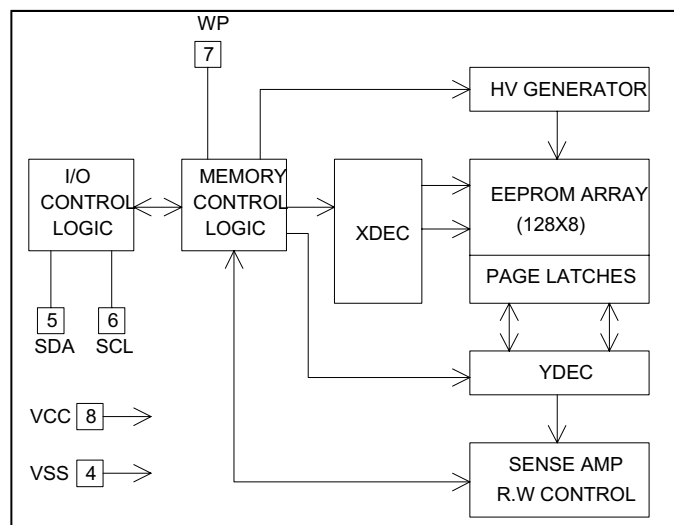 WP
7
HV GENERATOR
I/O
CONTROL
LOGIC
MEMORY
CONTROL
LOGIC
XDEC
EEPROM ARRAY
(128X8)
PAGE LATCHES
5
SDA
6
SCL
YDEC
VCC 8
VSS 4
SENSE AMP
R.W CONTROL